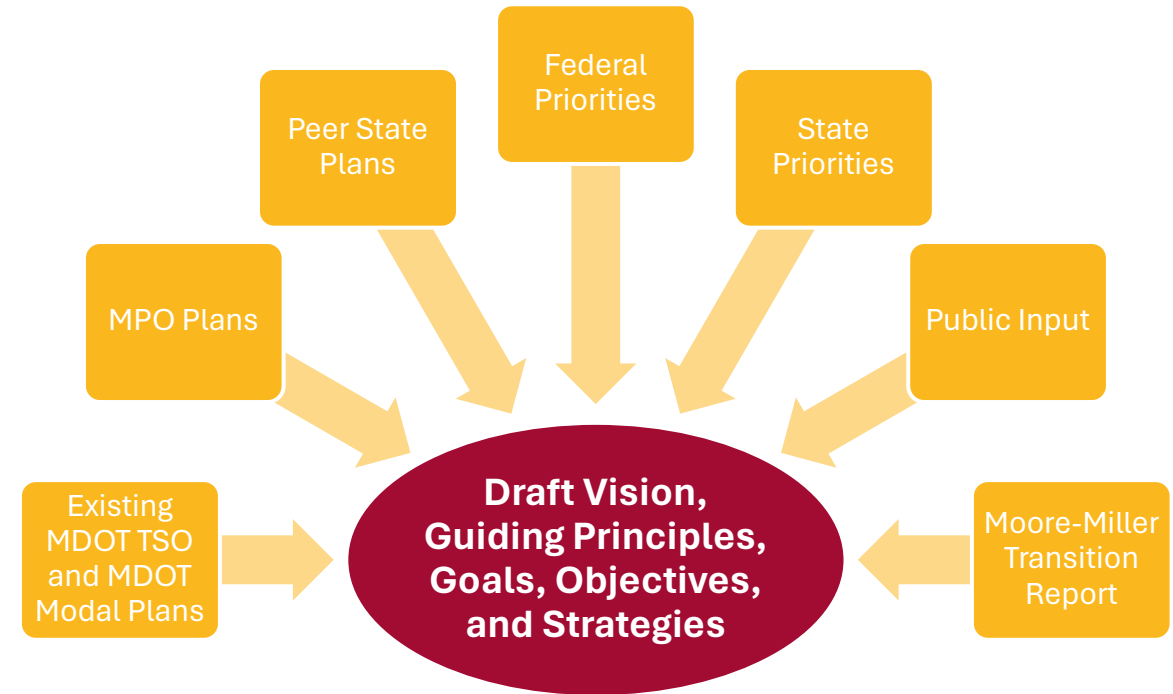 Federal
Priorities
Peer State
Plans
State
Priorities
MPO Plans
Public Input
Existing
MDOT TSO
and MDOT
Modal Plans
Draft Vision,
Guiding Principles,
Goals, Objectives,
and Strategies
Moore-Miller
Transition
Report